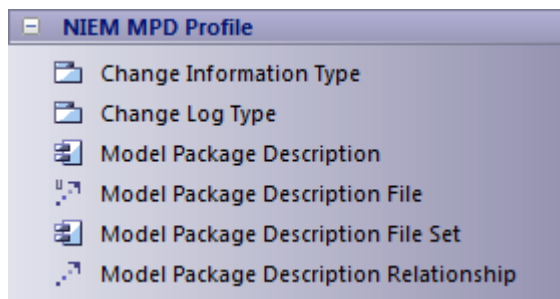 NIEM MPD Profile
Change Information Type
Change Log Type
Model Package Description
Model Package Description File
Model Package Description File Set
Model Package Description Relationship